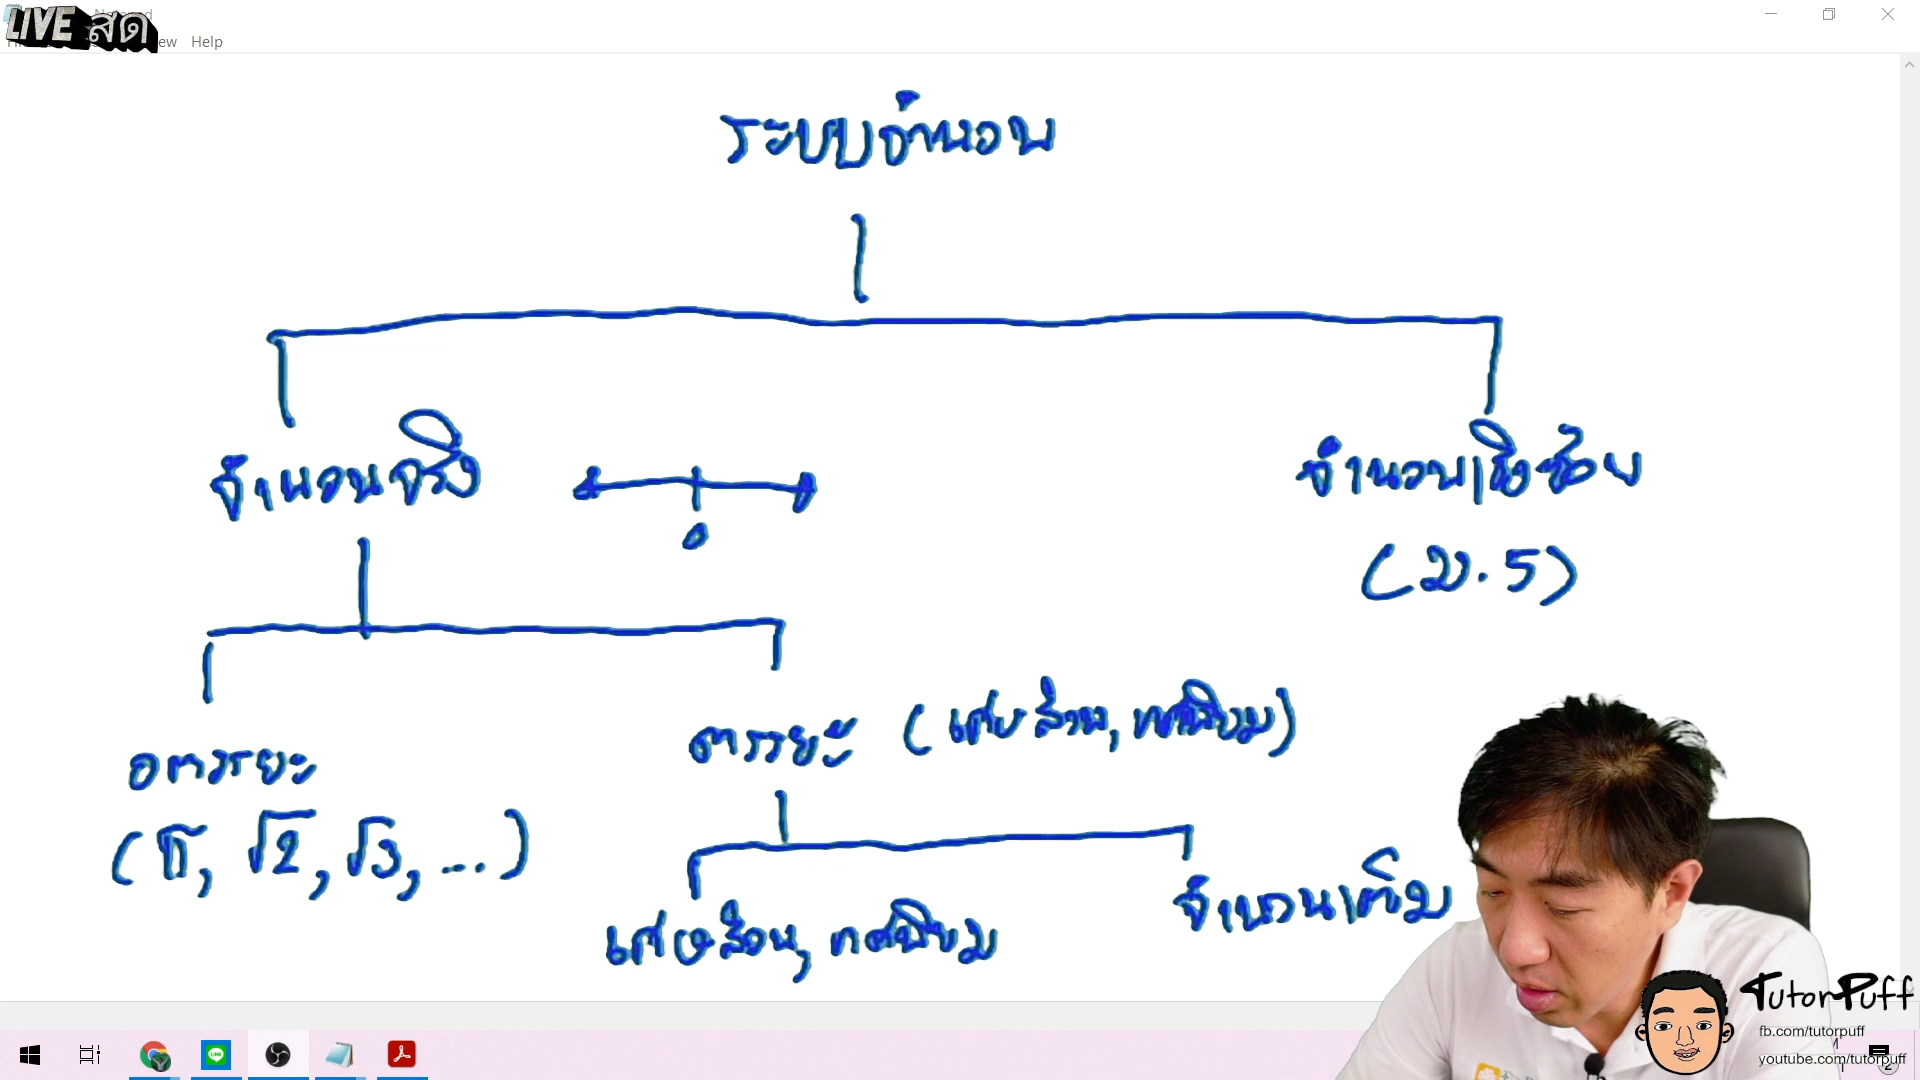 LIVE สด
Help
ระบบจำนวน
จำนวนจริง
0
จำนวนเชิงซ้อน
(ม.5)
อตรรกยะ
(π, √2, √3, ...)
ตรรกยะ (เศษส่วน, ทศนิยม)
เศษส่วน, ทศนิยม
จำนวนเต็ม
TutorPuff
fb.com/tutorpuff
youtube.com/tutorpuff